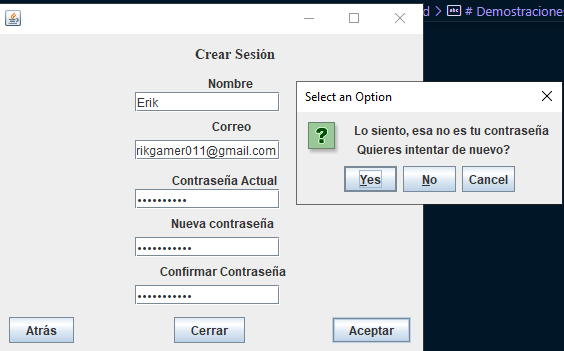 d > # Demostraciones
Crear Sesión
Nombre
Erik
Correo
rikgamer011@gmail.com
Contraseña Actual
••••••••••
Nueva contraseña
•••••••••••
Confirmar Contraseña
•••••••••••
Atrás
Cerrar
Aceptar
Select an Option
Lo siento, esa no es tu contraseña
Quieres intentar de nuevo?
Yes
No
Cancel